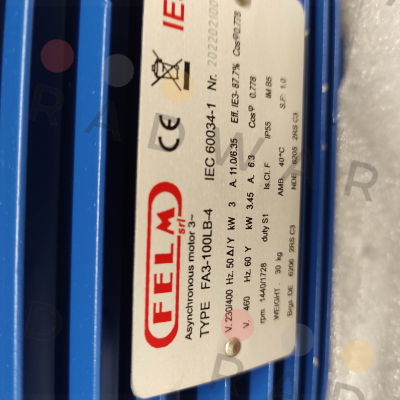 FELM srl
IE
Asynchronous motor 3~
TYPE FA3-100LB-4 IEC 60034-1 Nr. 202202100
V. 230/400 Hz. 50 Δ/Y kW 3 A. 11.0/6.35 Eff. IE3- 87.7% Cosφ 0.778
V. 460 Hz. 60 Y kW 3.45 A. 6.3 Cosφ 0.778
rpm 1440/1728 duty S1 Is.Cl. F IP55 IM B5
WEIGHT 30 kg AMB. 40°C S.F. 1.0
Brgs DE 6206 2RS C3 NDE 6205 2RS C3
RADWER